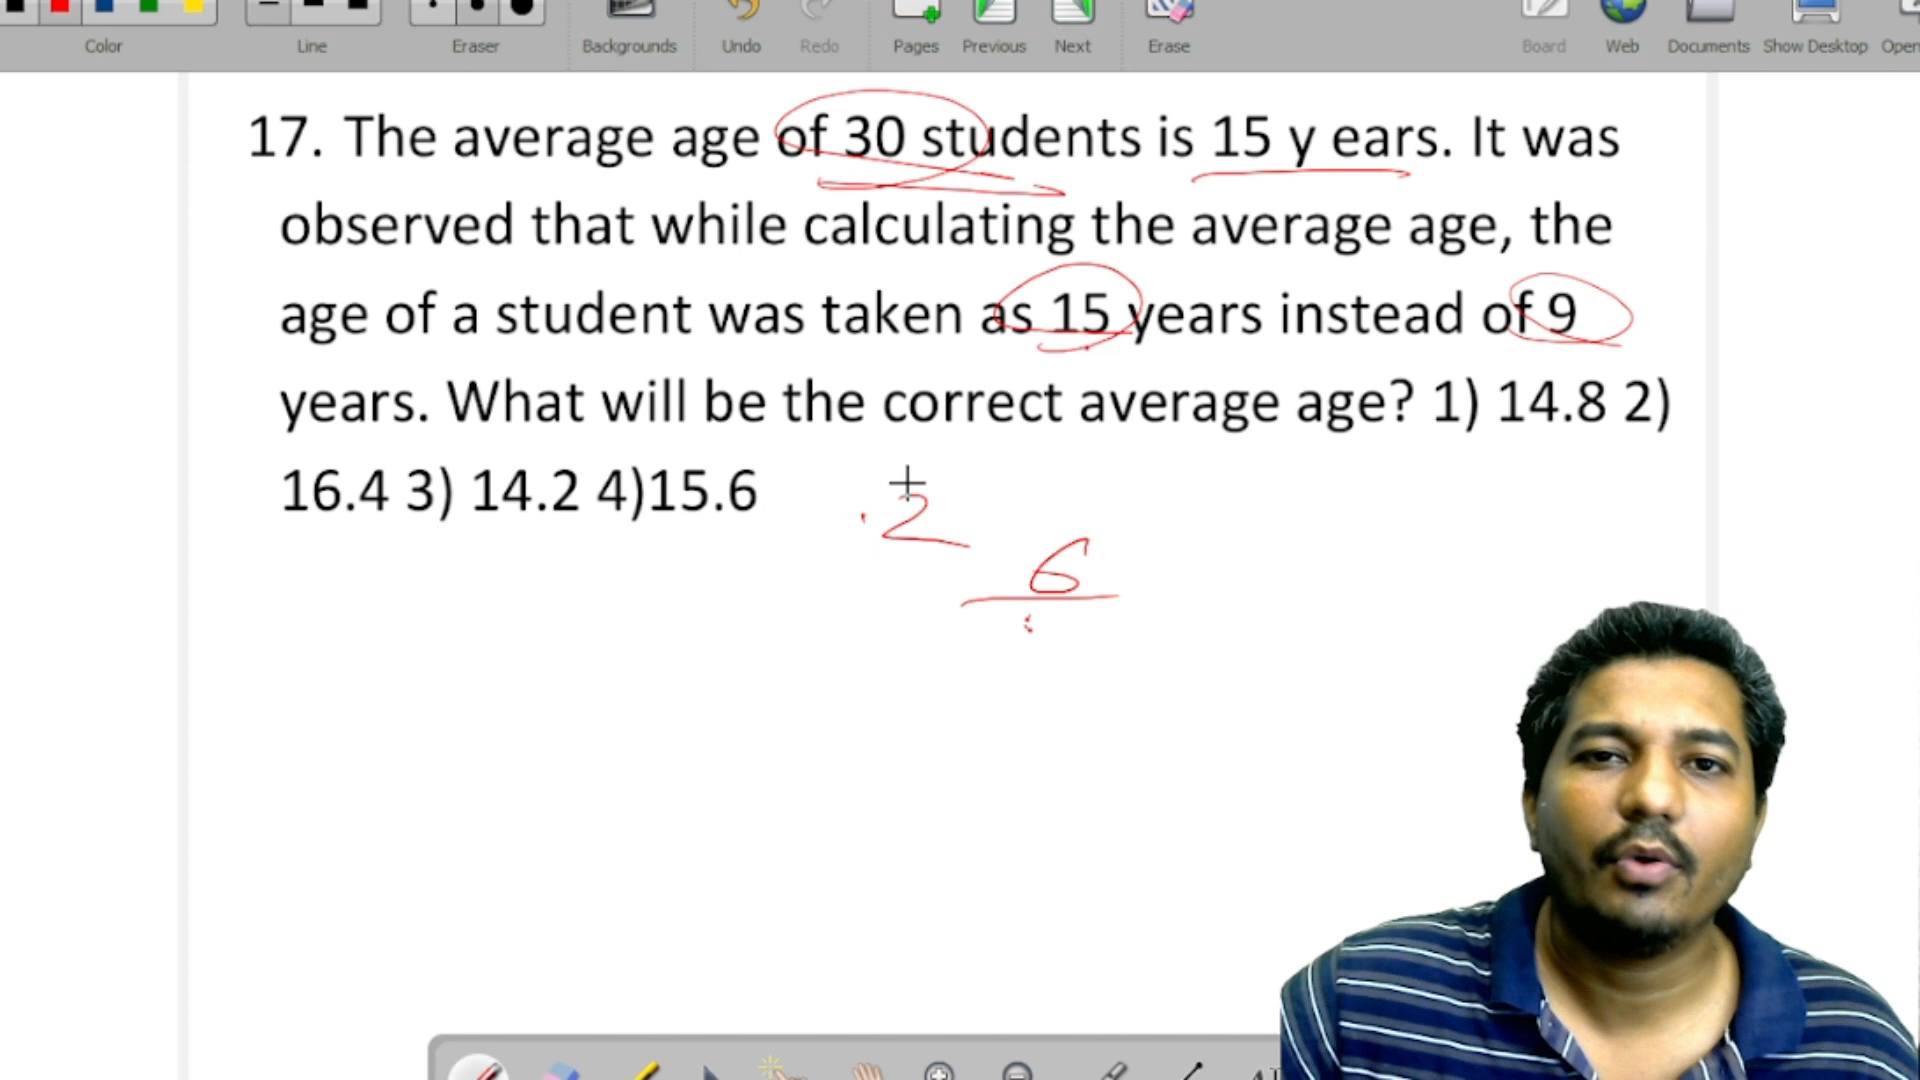 Color Line Eraser Backgrounds Undo Redo Pages Previous Next Erase Board Web Documents Show Desktop Open
17. The average age of 30 students is 15 y ears. It was
observed that while calculating the average age, the
age of a student was taken as 15 years instead of 9
years. What will be the correct average age? 1) 14.8 2)
16.4 3) 14.2 4)15.6
.2
6